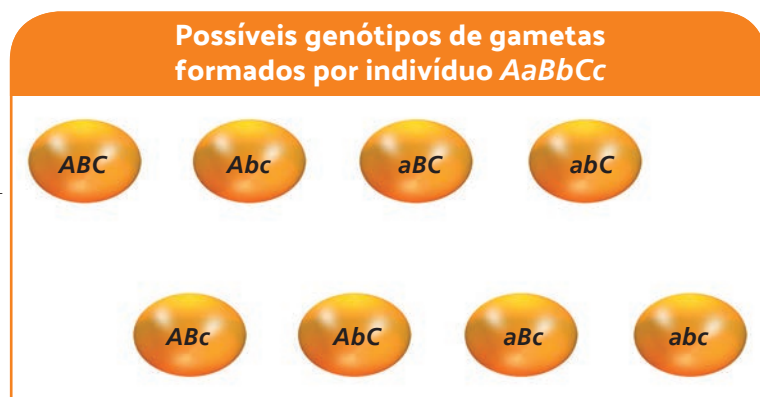 Possíveis genótipos de gametas
formados por indivíduo AaBbCc
ABC Abc aBC abC
ABc AbC aBc abc